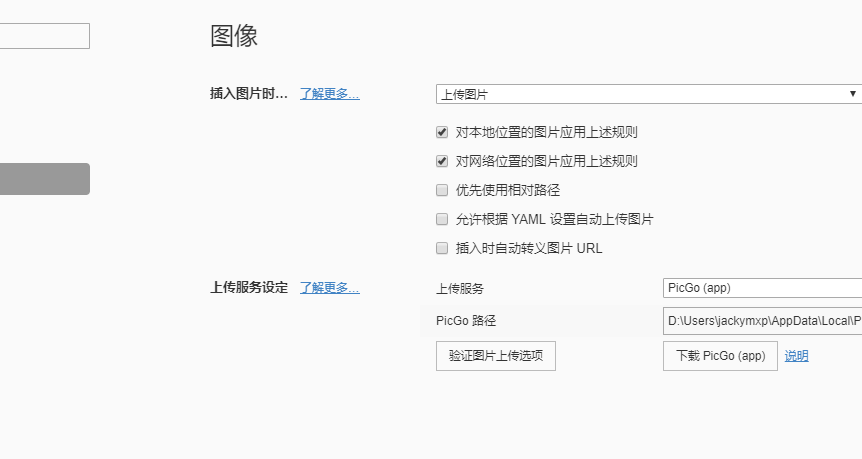 图像
插入图片时... 了解更多... 上传图片
对本地位置的图片应用上述规则
对网络位置的图片应用上述规则
优先使用相对路径
允许根据 YAML 设置自动上传图片
插入时自动转义图片 URL
上传服务设定 了解更多... 上传服务 PicGo (app)
PicGo 路径 D:\Users\jackymxp\AppData\Local\P
验证图片上传选项 下载 PicGo (app) 说明